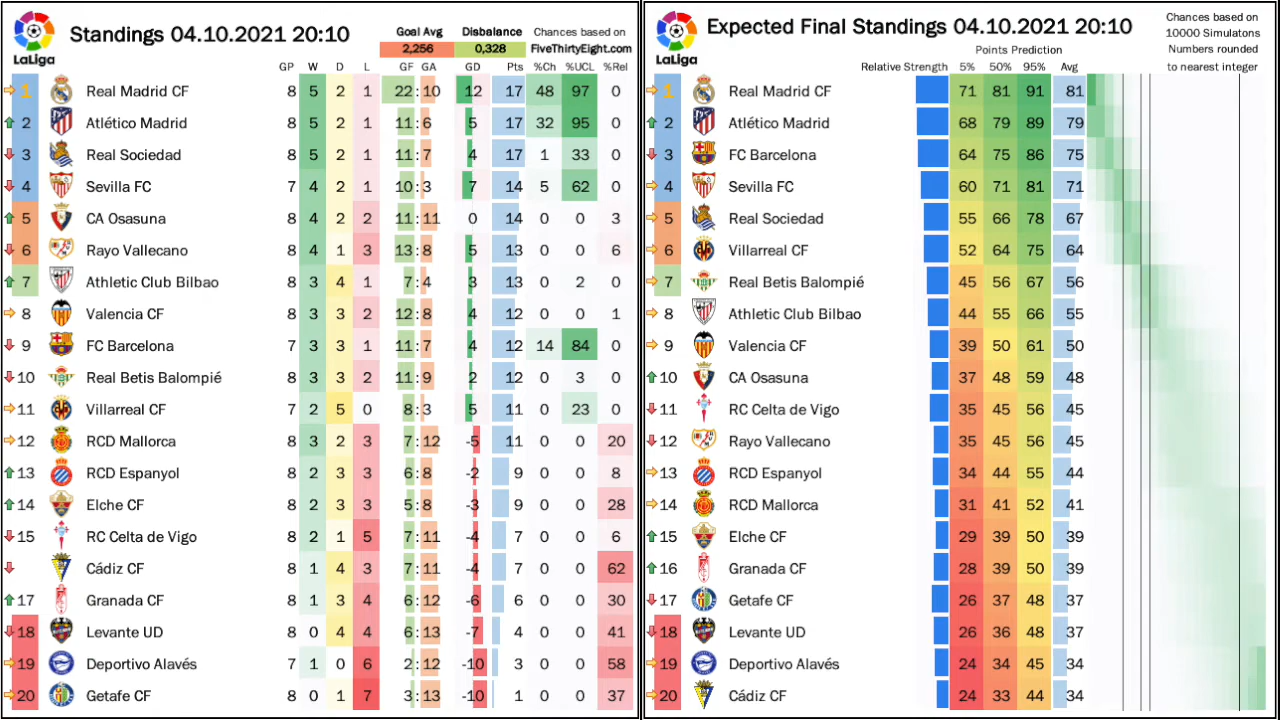 LaLiga
Standings 04.10.2021 20:10
Goal Avg Disbalance Chances based on
2,256 0,328 FiveThirtyEight.com
GP W D L GF GA GD Pts %Ch %UCL %Rel
1 Real Madrid CF 8 5 2 1 22:10 12 17 48 97 0
2 Atlético Madrid 8 5 2 1 11:6 5 17 32 95 0
3 Real Sociedad 8 5 2 1 11:7 4 17 1 33 0
4 Sevilla FC 7 4 2 1 10:3 7 14 5 62 0
5 CA Osasuna 8 4 2 2 11:11 0 14 0 0 3
6 Rayo Vallecano 8 4 1 3 13:8 5 13 0 0 6
7 Athletic Club Bilbao 8 3 4 1 7:4 3 13 0 2 0
8 Valencia CF 8 3 3 2 12:8 4 12 0 0 1
9 FC Barcelona 7 3 3 1 11:7 4 12 14 84 0
10 Real Betis Balompié 8 3 3 2 11:9 2 12 0 3 0
11 Villarreal CF 7 2 5 0 8:3 5 11 0 23 0
12 RCD Mallorca 8 3 2 3 7:12 -5 11 0 0 20
13 RCD Espanyol 8 2 3 3 6:8 -2 9 0 0 8
14 Elche CF 8 2 3 3 5:8 -3 9 0 0 28
15 RC Celta de Vigo 8 2 1 5 7:11 -4 7 0 0 6
Cádiz CF 8 1 4 3 7:11 -4 7 0 0 62
17 Granada CF 8 1 3 4 6:12 -6 6 0 0 30
18 Levante UD 8 0 4 4 6:13 -7 4 0 0 41
19 Deportivo Alavés 7 1 0 6 2:12 -10 3 0 0 58
20 Getafe CF 8 0 1 7 3:13 -10 1 0 0 37
LaLiga
Expected Final Standings 04.10.2021 20:10
Chances based on
10000 Simulatons
Numbers rounded
to nearest integer
Points Prediction
Relative Strength 5% 50% 95% Avg
1 Real Madrid CF 71 81 91 81
2 Atlético Madrid 68 79 89 79
3 FC Barcelona 64 75 86 75
4 Sevilla FC 60 71 81 71
5 Real Sociedad 55 66 78 67
6 Villarreal CF 52 64 75 64
7 Real Betis Balompié 45 56 67 56
8 Athletic Club Bilbao 44 55 66 55
9 Valencia CF 39 50 61 50
10 CA Osasuna 37 48 59 48
11 RC Celta de Vigo 35 45 56 45
12 Rayo Vallecano 35 45 56 45
13 RCD Espanyol 34 44 55 44
14 RCD Mallorca 31 41 52 41
15 Elche CF 29 39 50 39
16 Granada CF 28 39 50 39
17 Getafe CF 26 37 48 37
18 Levante UD 26 36 48 37
19 Deportivo Alavés 24 34 45 34
20 Cádiz CF 24 33 44 34